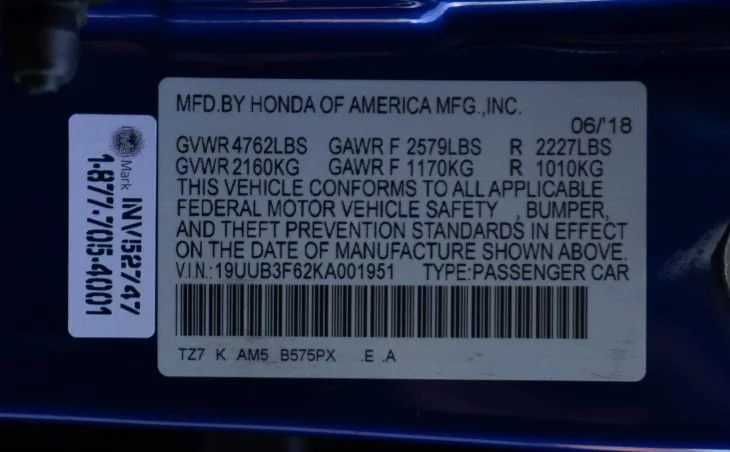 MFD.BY HONDA OF AMERICA MFG.,INC.
06/'18
GVWR 4762LBS GAWR F 2579LBS R 2227LBS
GVWR 2160KG GAWR F 1170KG R 1010KG
THIS VEHICLE CONFORMS TO ALL APPLICABLE
FEDERAL MOTOR VEHICLE SAFETY , BUMPER,
AND THEFT PREVENTION STANDARDS IN EFFECT
ON THE DATE OF MANUFACTURE SHOWN ABOVE.
V.I.N.:19UUB3F62KA001951 TYPE:PASSENGER CAR
TZ7 K AM5 B575PX .E .A
InvisiMark INV52747
1-877-705-4001